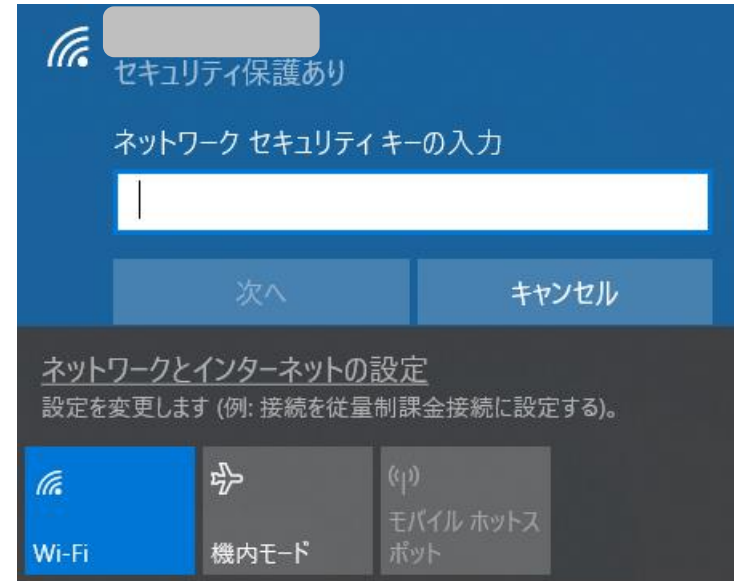 セキュリティ保護あり
ネットワーク セキュリティ キーの入力
次へ
キャンセル
ネットワークとインターネットの設定
設定を変更します (例: 接続を従量制課金接続に設定する)。
Wi-Fi
機内モード
モバイル ホットス
ポット